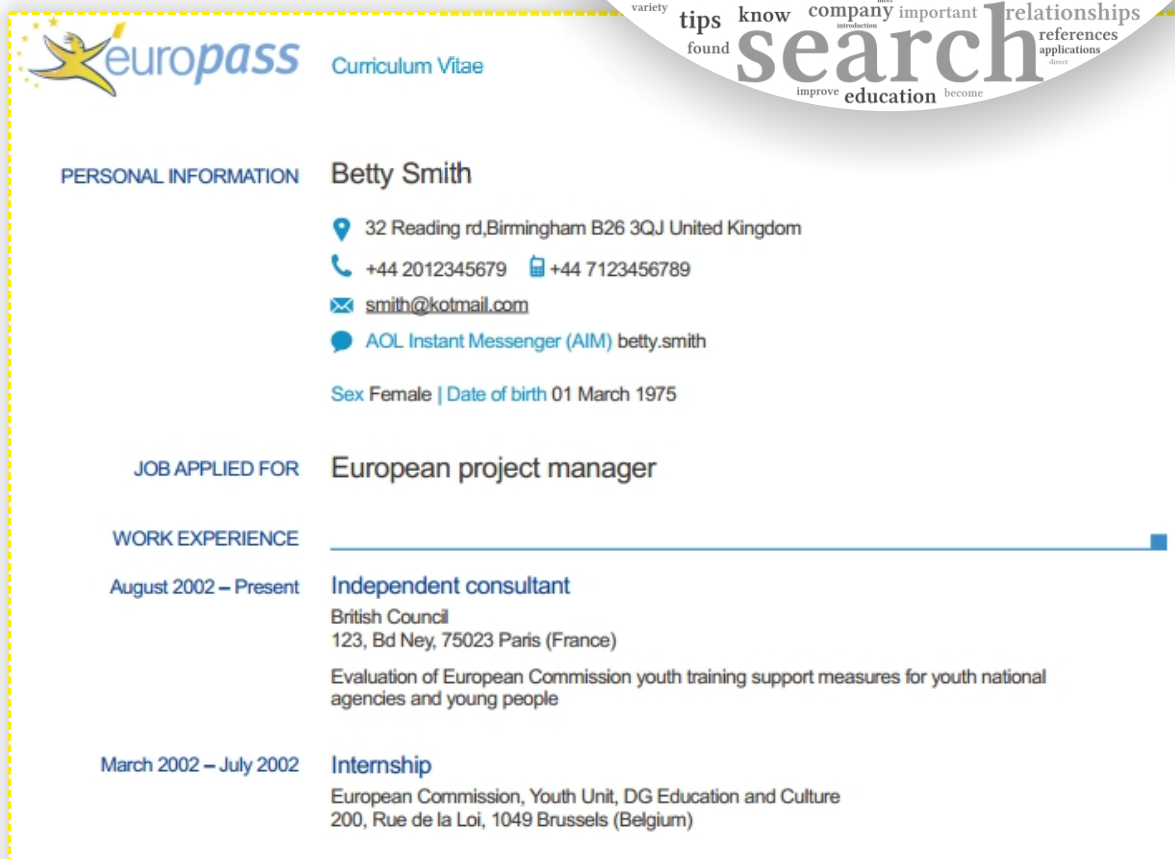 variety
tips know company important relationships
introduction
found search references
applications
direct
improve education become
europass Curriculum Vitae
PERSONAL INFORMATION Betty Smith
32 Reading rd,Birmingham B26 3QJ United Kingdom
+44 2012345679 +44 7123456789
smith@kotmail.com
AOL Instant Messenger (AIM) betty.smith
Sex Female | Date of birth 01 March 1975
JOB APPLIED FOR European project manager
WORK EXPERIENCE
August 2002 – Present Independent consultant
British Council
123, Bd Ney, 75023 Paris (France)
Evaluation of European Commission youth training support measures for youth national
agencies and young people
March 2002 – July 2002 Internship
European Commission, Youth Unit, DG Education and Culture
200, Rue de la Loi, 1049 Brussels (Belgium)